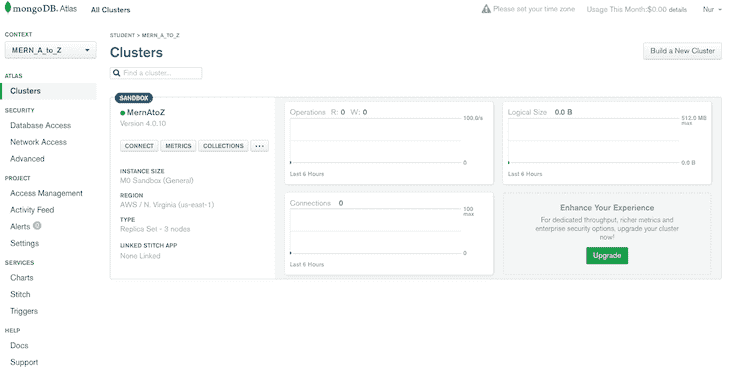 mongoDB. Atlas
All Clusters
Please set your time zone
Usage This Month:$0.00 details
Nur
CONTEXT
MERN_A_to_Z
ATLAS
Clusters
SECURITY
Database Access
Network Access
Advanced
PROJECT
Access Management
Activity Feed
Alerts 0
Settings
SERVICES
Charts
Stitch
Triggers
HELP
Docs
Support
STUDENT > MERN_A_TO_Z
Clusters
Build a New Cluster
Find a cluster...
SANDBOX
MernAtoZ
Version 4.0.10
CONNECT METRICS COLLECTIONS ...
INSTANCE SIZE
M0 Sandbox (General)
REGION
AWS / N. Virginia (us-east-1)
TYPE
Replica Set - 3 nodes
LINKED STITCH APP
None Linked
Operations R: 0 W: 0
100.0/s
0
Last 6 Hours
Logical Size 0.0 B
512.0 MB
max
0.0 B
Last 6 Hours
Connections 0
100
max
0
Last 6 Hours
Enhance Your Experience
For dedicated throughput, richer metrics and
enterprise security options, upgrade your cluster
now!
Upgrade